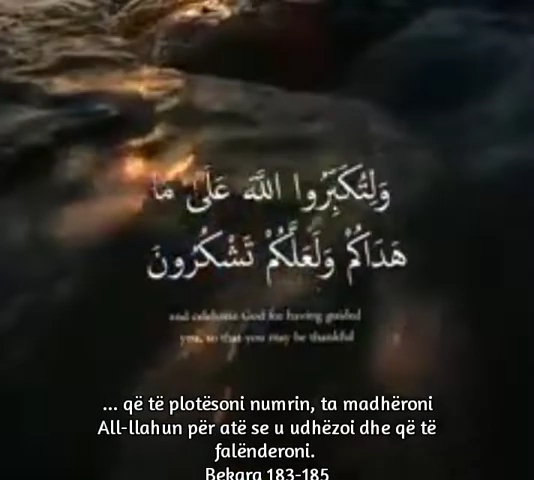 وَلِتُكَبِّرُوا اللَّهَ عَلَىٰ مَا
هَدَاكُمْ وَلَعَلَّكُمْ تَشْكُرُونَ
and celebrate God for having guided
you, so that you may be thankful
... që të plotësoni numrin, ta madhëroni
All-llahun për atë se u udhëzoi dhe që të
falënderoni.
Bekara 183-185